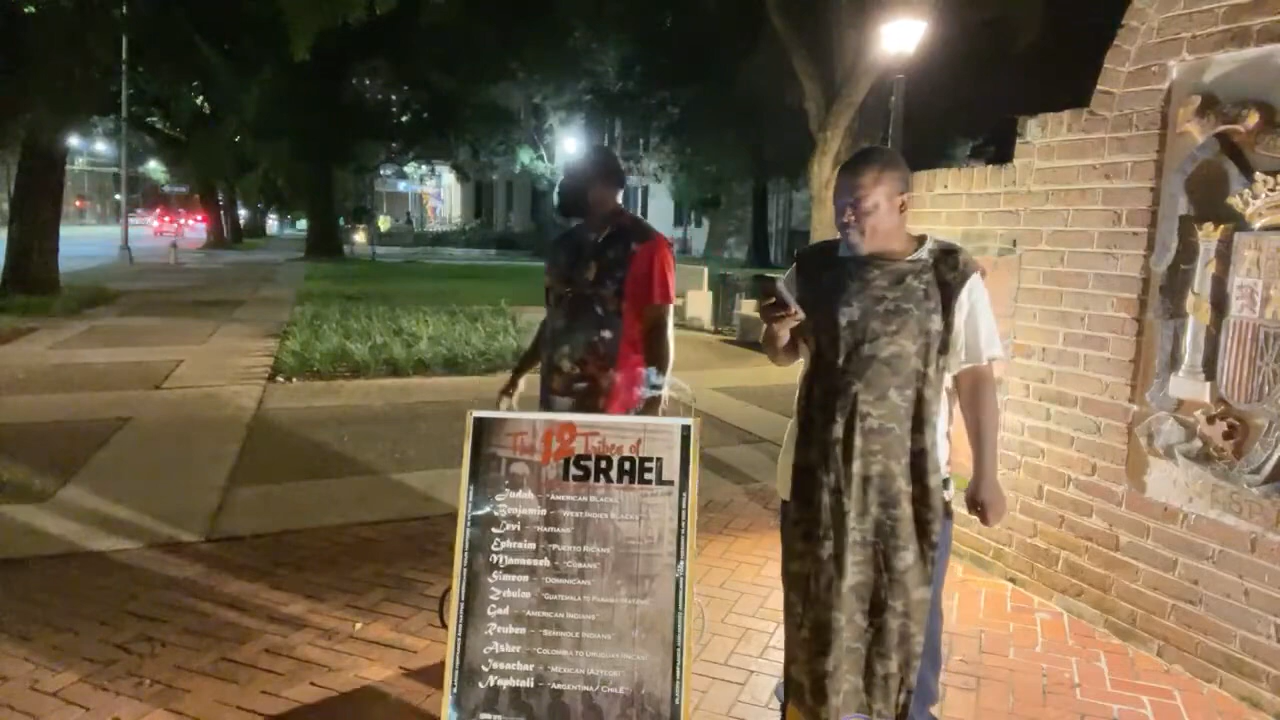 The 12 Tribes of
ISRAEL
Judah - "AMERICAN BLACKS"
Benjamin - "WEST INDIES BLACKS"
Levi - "HAITIANS"
Ephraim - "PUERTO RICANS"
Manasseh - "CUBANS"
Simeon - "DOMINICANS"
Zebulon - "GUATEMALA TO PANAMA
Gad - "AMERICAN INDIANS"
Reuben - "SEMINOLE INDIANS"
Asher - "COLOMBIA TO URUGUAY
Issachar - "MEXICAN (AZTECS)"
Naphtali - "ARGENTINA/ CHILE"